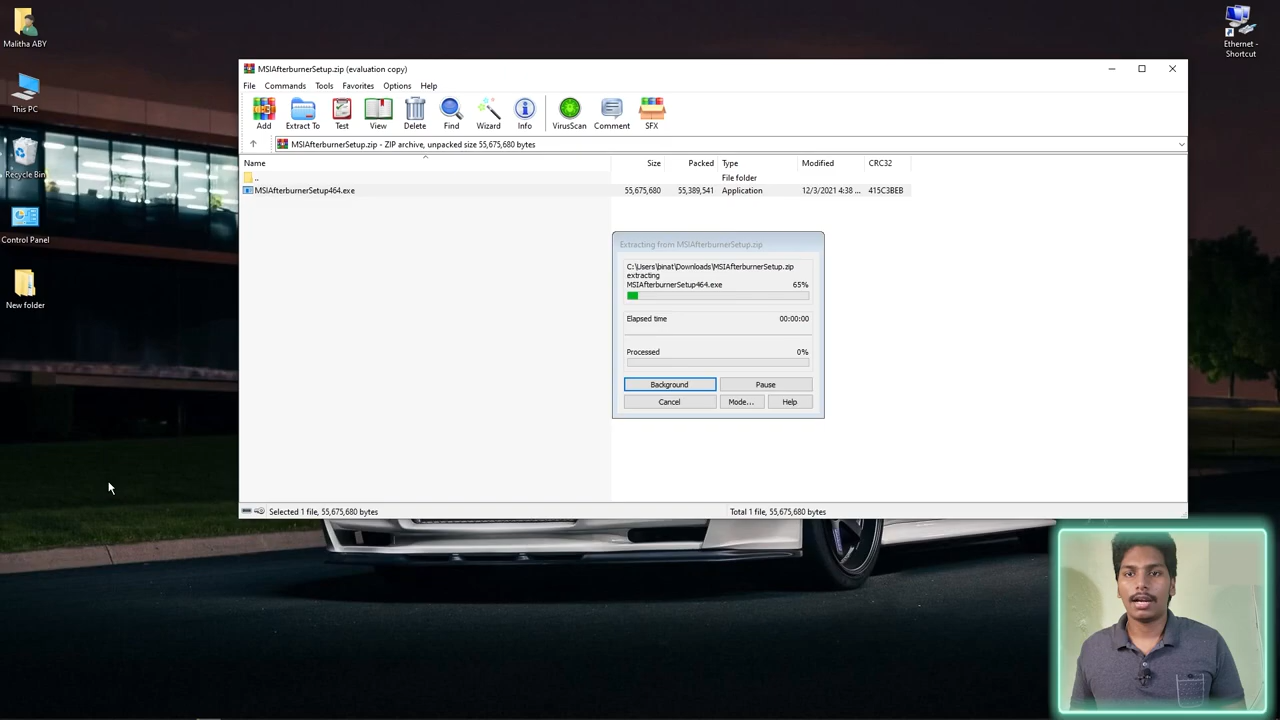 Malitha ABY
This PC
Recycle Bin
Control Panel
New folder
Ethernet -
Shortcut
MSIAfterburnerSetup.zip (evaluation copy)
File Commands Tools Favorites Options Help
Add Extract To Test View Delete Find Wizard Info VirusScan Comment SFX
MSIAfterburnerSetup.zip - ZIP archive, unpacked size 55,675,680 bytes
Name Size Packed Type Modified CRC32
.. File folder
MSIAfterburnerSetup464.exe 55,675,680 55,389,541 Application 12/3/2021 4:38 ... 415C3BEB
Extracting from MSIAfterburnerSetup.zip
C:\Users\binat\Downloads\MSIAfterburnerSetup.zip
extracting
MSIAfterburnerSetup464.exe 65%
Elapsed time 00:00:00
Processed 0%
Background Pause
Cancel Mode... Help
Selected 1 file, 55,675,680 bytes Total 1 file, 55,675,680 bytes